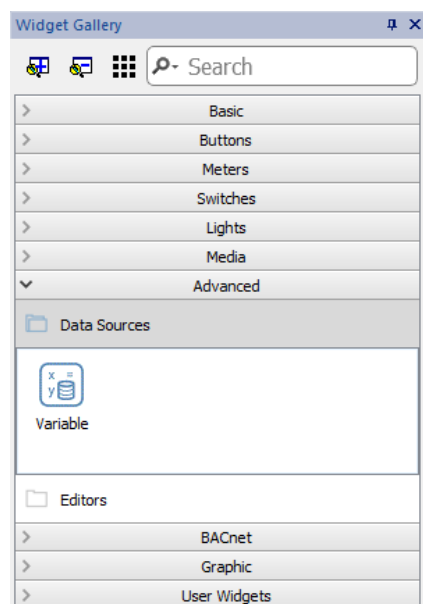 Widget Gallery
Search
Basic
Buttons
Meters
Switches
Lights
Media
Advanced
Data Sources
x =
y
Variable
Editors
BACnet
Graphic
User Widgets